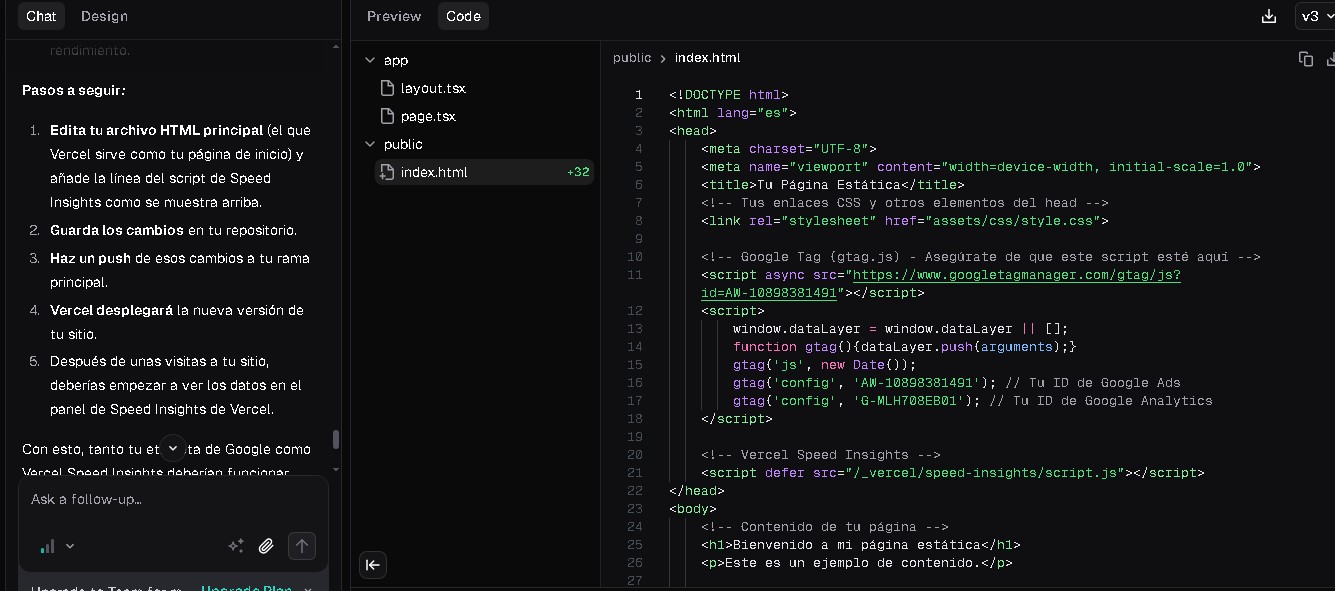 Chat Design
rendimiento.
Pasos a seguir:
1. Edita tu archivo HTML principal (el que
Vercel sirve como tu página de inicio) y
añade la línea del script de Speed
Insights como se muestra arriba.
2. Guarda los cambios en tu repositorio.
3. Haz un push de esos cambios a tu rama
principal.
4. Vercel desplegará la nueva versión de
tu sitio.
5. Después de unas visitas a tu sitio,
deberías empezar a ver los datos en el
panel de Speed Insights de Vercel.
Con esto, tanto tu et ta de Google como
Vercel Speed Insights deberían funcionar
Ask a follow-up...
Upgrade to Team for m... Upgrade Plan
Preview Code
v3
app
layout.tsx
page.tsx
public
index.html +32
public > index.html
1 <!DOCTYPE html>
2 <html lang="es">
3 <head>
4 <meta charset="UTF-8">
5 <meta name="viewport" content="width=device-width, initial-scale=1.0">
6 <title>Tu Página Estática</title>
7 <!-- Tus enlaces CSS y otros elementos del head -->
8 <link rel="stylesheet" href="assets/css/style.css">
9
10 <!-- Google Tag (gtag.js) - Asegúrate de que este script esté aquí -->
11 <script async src="https://www.googletagmanager.com/gtag/js?
id=AW-10898381491"></script>
12 <script>
13 window.dataLayer = window.dataLayer || [];
14 function gtag(){dataLayer.push(arguments);}
15 gtag('js', new Date());
16 gtag('config', 'AW-10898381491'); // Tu ID de Google Ads
17 gtag('config', 'G-MLH708EB01'); // Tu ID de Google Analytics
18 </script>
19
20 <!-- Vercel Speed Insights -->
21 <script defer src="/_vercel/speed-insights/script.js"></script>
22 </head>
23 <body>
24 <!-- Contenido de tu página -->
25 <h1>Bienvenido a mi página estática</h1>
26 <p>Este es un ejemplo de contenido.</p>
27